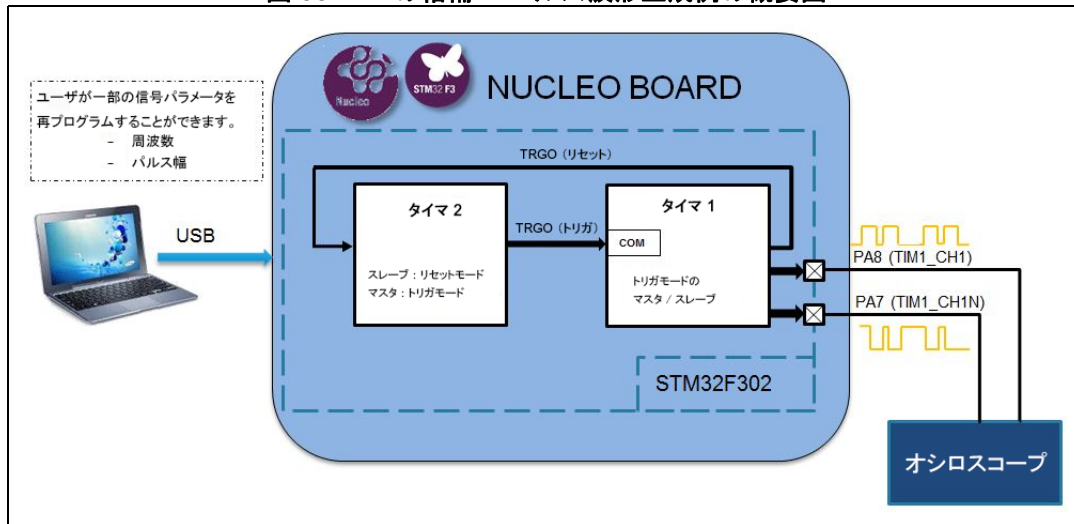 ユーザが一部の信号パラメータを
再プログラムすることができます。
- 周波数
- パルス幅
Nucleo
STM32 F3
NUCLEO BOARD
TRGO (リセット)
タイマ 2
スレーブ : リセットモード
マスタ : トリガモード
TRGO (トリガ)
タイマ 1
COM
トリガモードの
マスタ / スレーブ
USB
PA8 (TIM1_CH1)
PA7 (TIM1_CH1N)
STM32F302
オシロスコープ